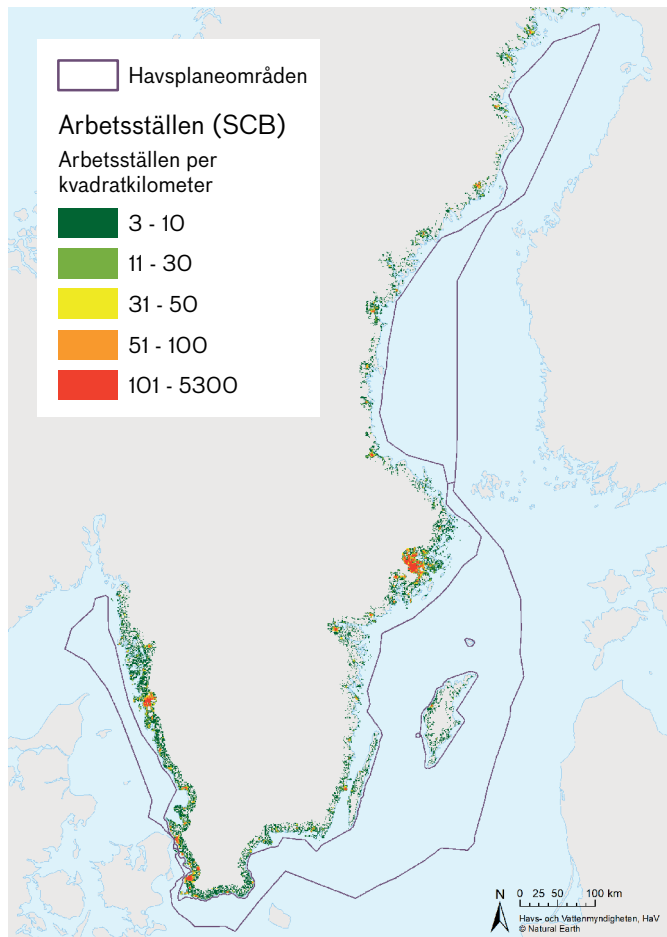 Havsplaneområden
Arbetsställen (SCB)
Arbetsställen per
kvadratkilometer
3 - 10
11 - 30
31 - 50
51 - 100
101 - 5300
N
0 25 50 100 km
Havs- och Vattenmyndigheten, HaV
© Natural Earth